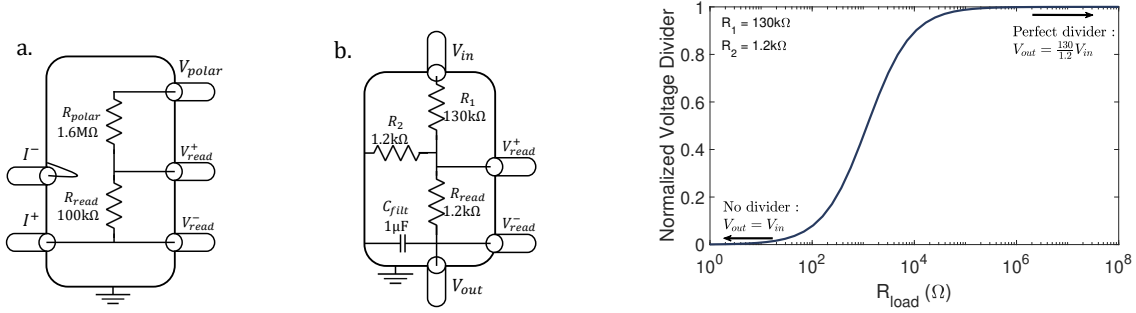 a.
V_polar
R_polar
1.6MΩ
I^-
V_read^+
R_read
100kΩ
I^+
V_read^-
b.
V_in
R_1
130kΩ
R_2
1.2kΩ
V_read^+
R_read
1.2kΩ
C_filt
1μF
V_read^-
V_out
Normalized Voltage Divider
1
0.8
0.6
0.4
0.2
0
R_1 = 130kΩ
R_2 = 1.2kΩ
Perfect divider :
V_out = 130/1.2 V_in
No divider :
V_out = V_in
10^0 10^2 10^4 10^6 10^8
R_load (Ω)